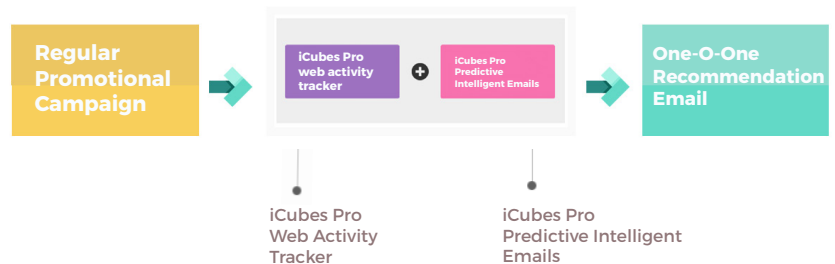 Regular
Promotional
Campaign
iCubes Pro
web activity
tracker
iCubes Pro
Predictive
Intelligent Emails
One-O-One
Recommendation
Email
iCubes Pro
Web Activity
Tracker
iCubes Pro
Predictive Intelligent
Emails